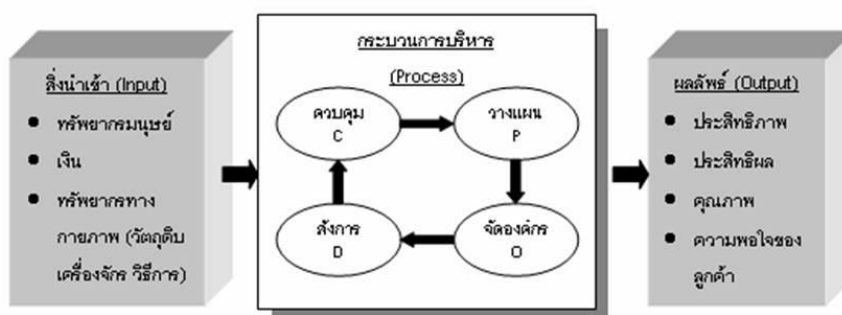 สิ่งนำเข้า (Input)
● ทรัพยากรมนุษย์
● เงิน
● ทรัพยากรทาง
กายภาพ (วัตถุดิบ
เครื่องจักร วิธีการ)
กระบวนการบริหาร
(Process)
ควบคุม
C
วางแผน
P
สั่งการ
D
จัดองค์กร
O
ผลลัพธ์ (Output)
● ประสิทธิภาพ
● ประสิทธิผล
● คุณภาพ
● ความพอใจของ
ลูกค้า